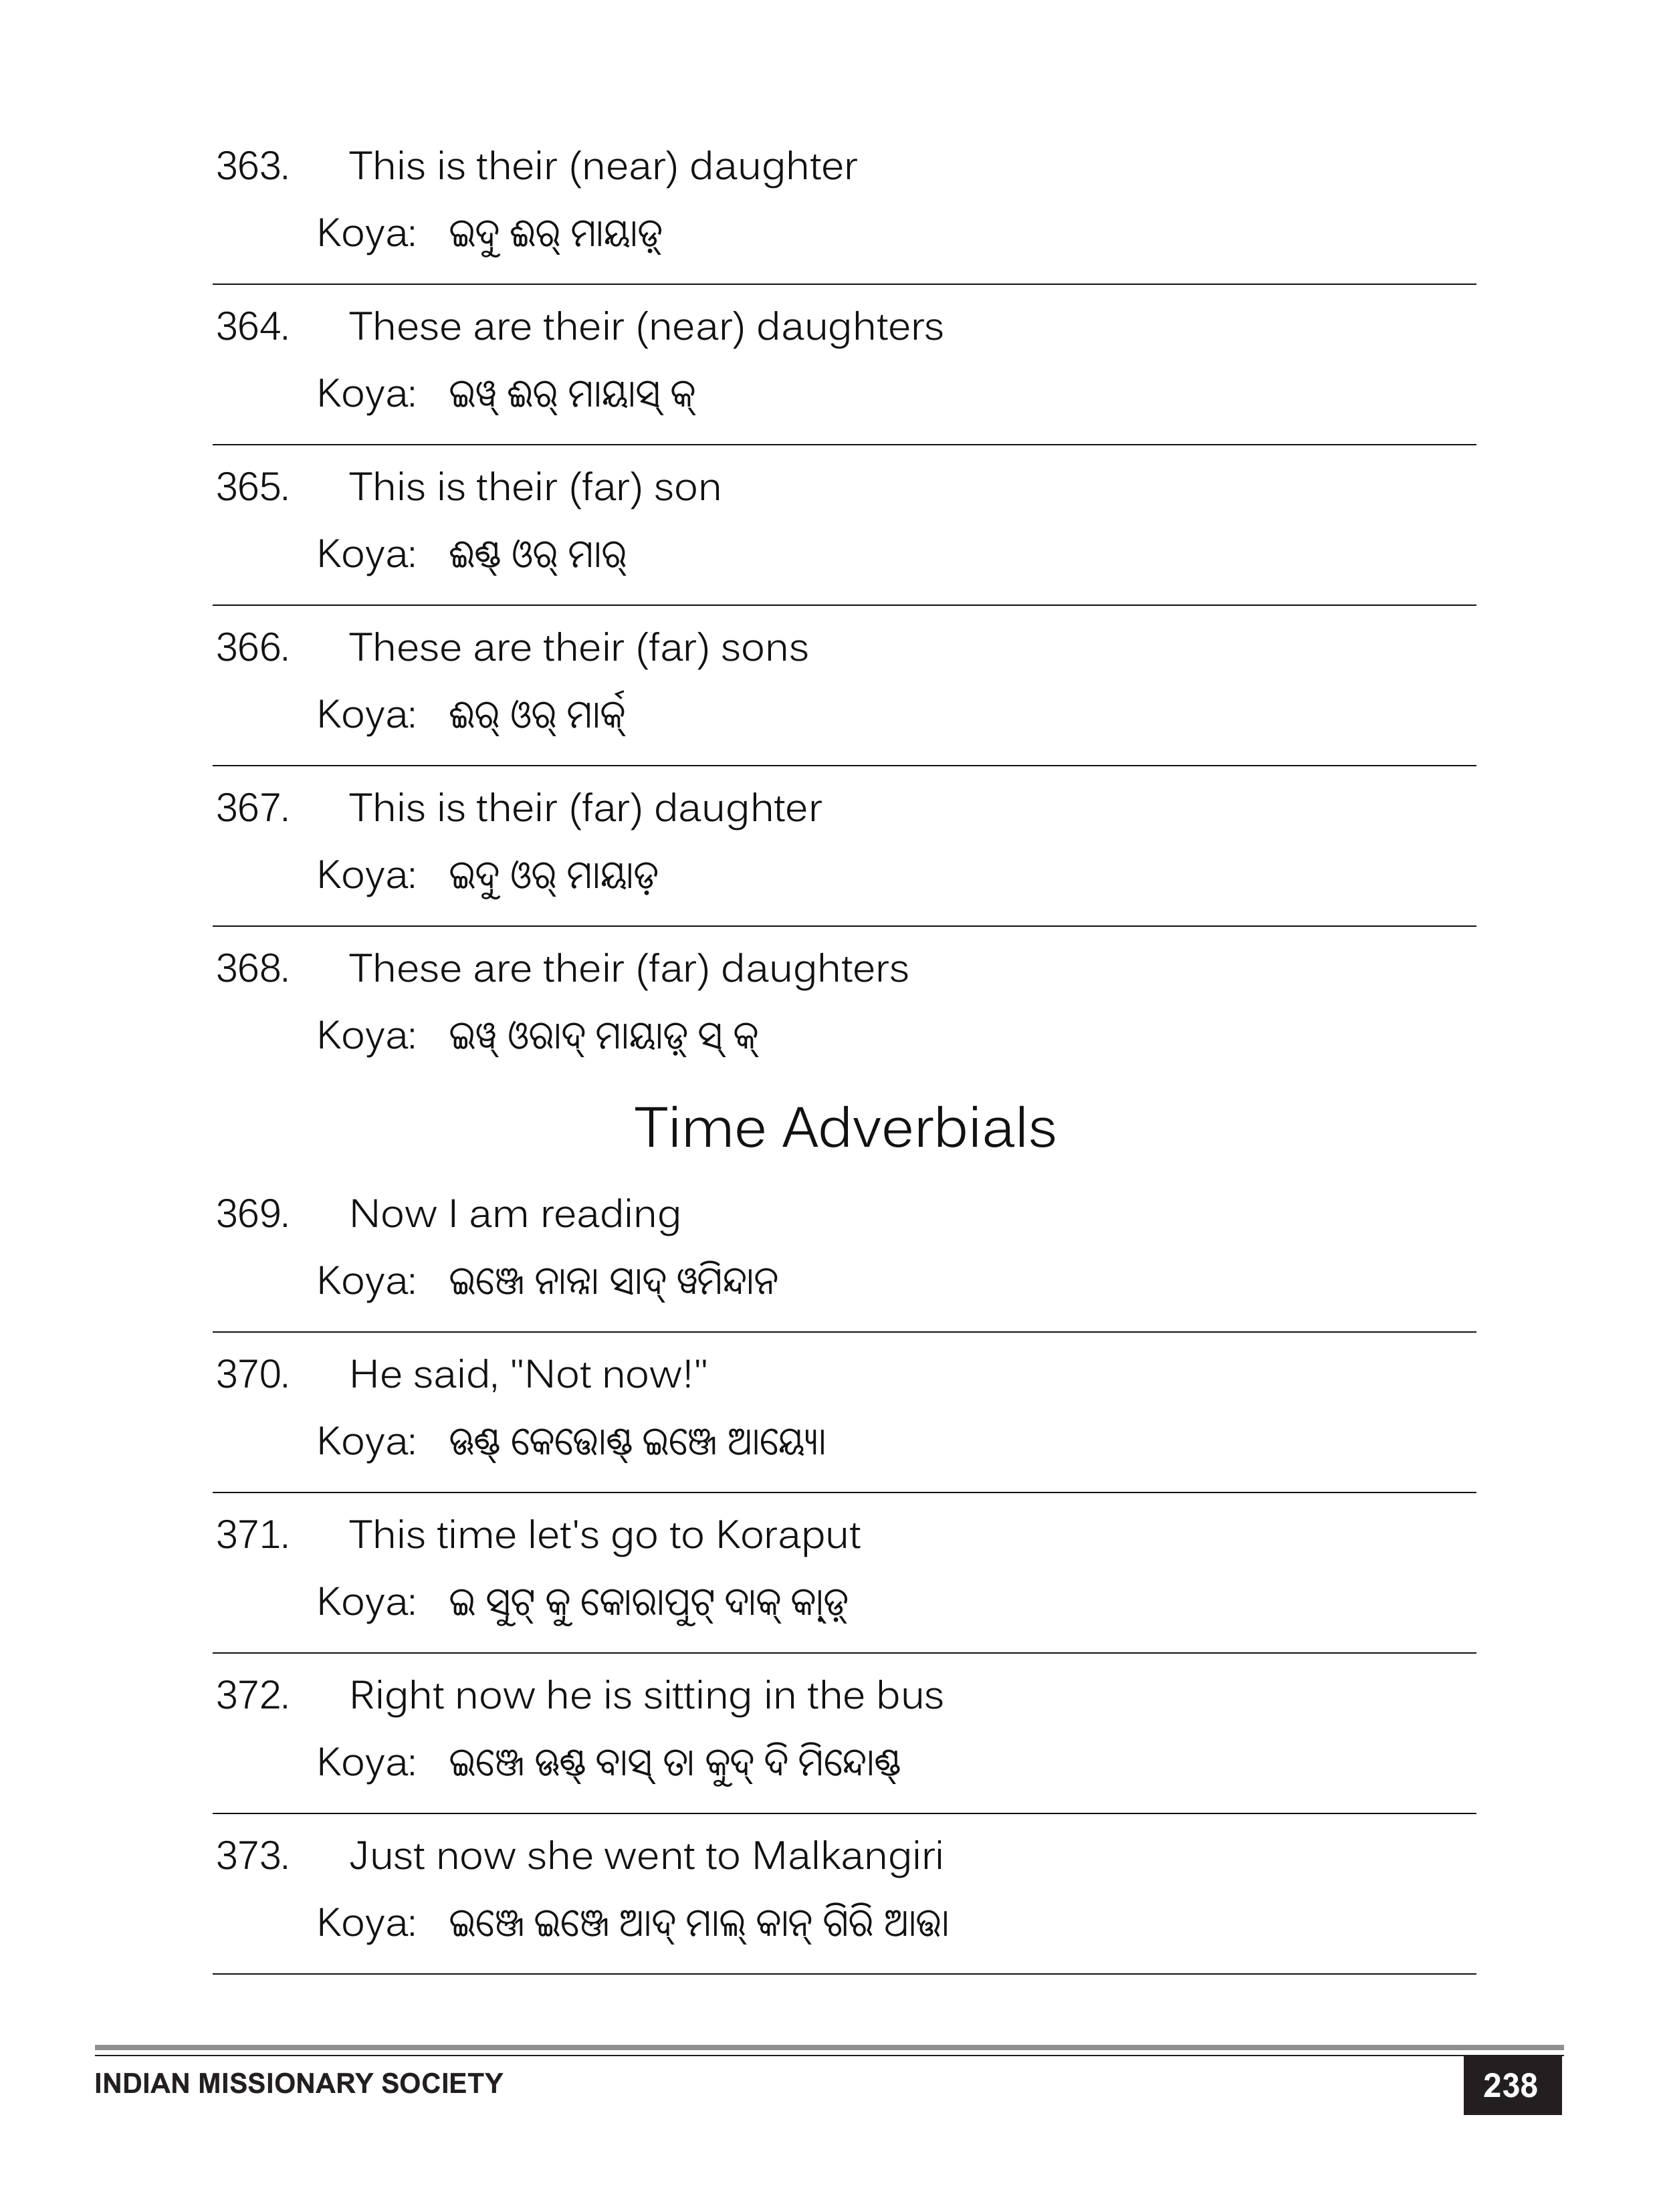 363. This is their (near) daughter
Koya: ଇଦୁ ଈର୍ ମାୟାଡ଼୍
364. These are their (near) daughters
Koya: ଇୱ୍ ଈର୍ ମାୟାସ୍ କ୍
365. This is their (far) son
Koya: ଈଣ୍ଡ୍ ଓର୍ ମାର୍
366. These are their (far) sons
Koya: ଈର୍ ଓର୍ ମାର୍କ୍
367. This is their (far) daughter
Koya: ଇଦୁ ଓର୍ ମାୟାଡ଼
368. These are their (far) daughters
Koya: ଇୱ୍ ଓରାଦ୍ ମାୟାଡ଼୍ ସ୍ କ୍
Time Adverbials
369. Now I am reading
Koya: ଇଞ୍ଜେ ନାନ୍ନା ସାଦ୍ ୱମିନ୍ଦାନ
370. He said, "Not now!"
Koya: ଊଣ୍ଡ୍ କେତ୍ତୋଣ୍ଡ୍ ଇଞ୍ଜେ ଆୟ୍ୟୋ
371. This time let's go to Koraput
Koya: ଇ ସୁଟ୍ କୁ କୋରାପୁଟ୍ ଦାକ୍ କା଼ଡ଼୍
372. Right now he is sitting in the bus
Koya: ଇଞ୍ଜେ ଊଣ୍ଡ୍ ବାସ୍ ତା କୁଦ୍ ଦି ମିନ୍ଦୋଣ୍ଡ୍
373. Just now she went to Malkangiri
Koya: ଇଞ୍ଜେ ଇଞ୍ଜେ ଆଦ୍ ମାଲ୍ କାନ୍ ଗିରି ଆତ୍ତା
INDIAN MISSIONARY SOCIETY
238